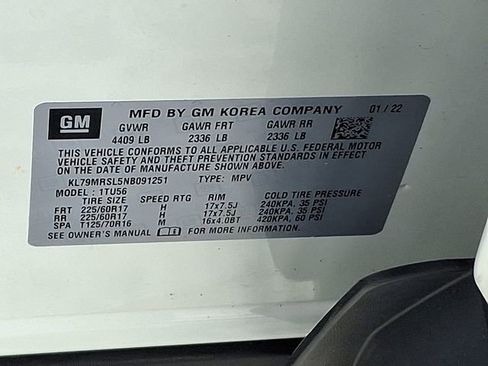 GM MFD BY GM KOREA COMPANY 01/22
GVWR GAWR FRT GAWR RR
4409 LB 2336 LB 2336 LB
THIS VEHICLE CONFORMS TO ALL APPLICABLE U.S. FEDERAL MOTOR
VEHICLE SAFETY AND THEFT PREVENTION STANDARDS IN EFFECT ON
THE DATE OF MANUFACTURE SHOWN ABOVE.
KL79MRSL5NB091251 TYPE: MPV
MODEL: 1TU56
TIRE SIZE SPEED RTG RIM COLD TIRE PRESSURE
FRT 225/60R17 H 17x7.5J 240KPA, 35 PSI
RR 225/60R17 H 17x7.5J 240KPA, 35 PSI
SPA T125/70R16 M 16x4.0BT 420KPA, 60 PSI
SEE OWNER'S MANUAL FOR MORE INFORMATION.